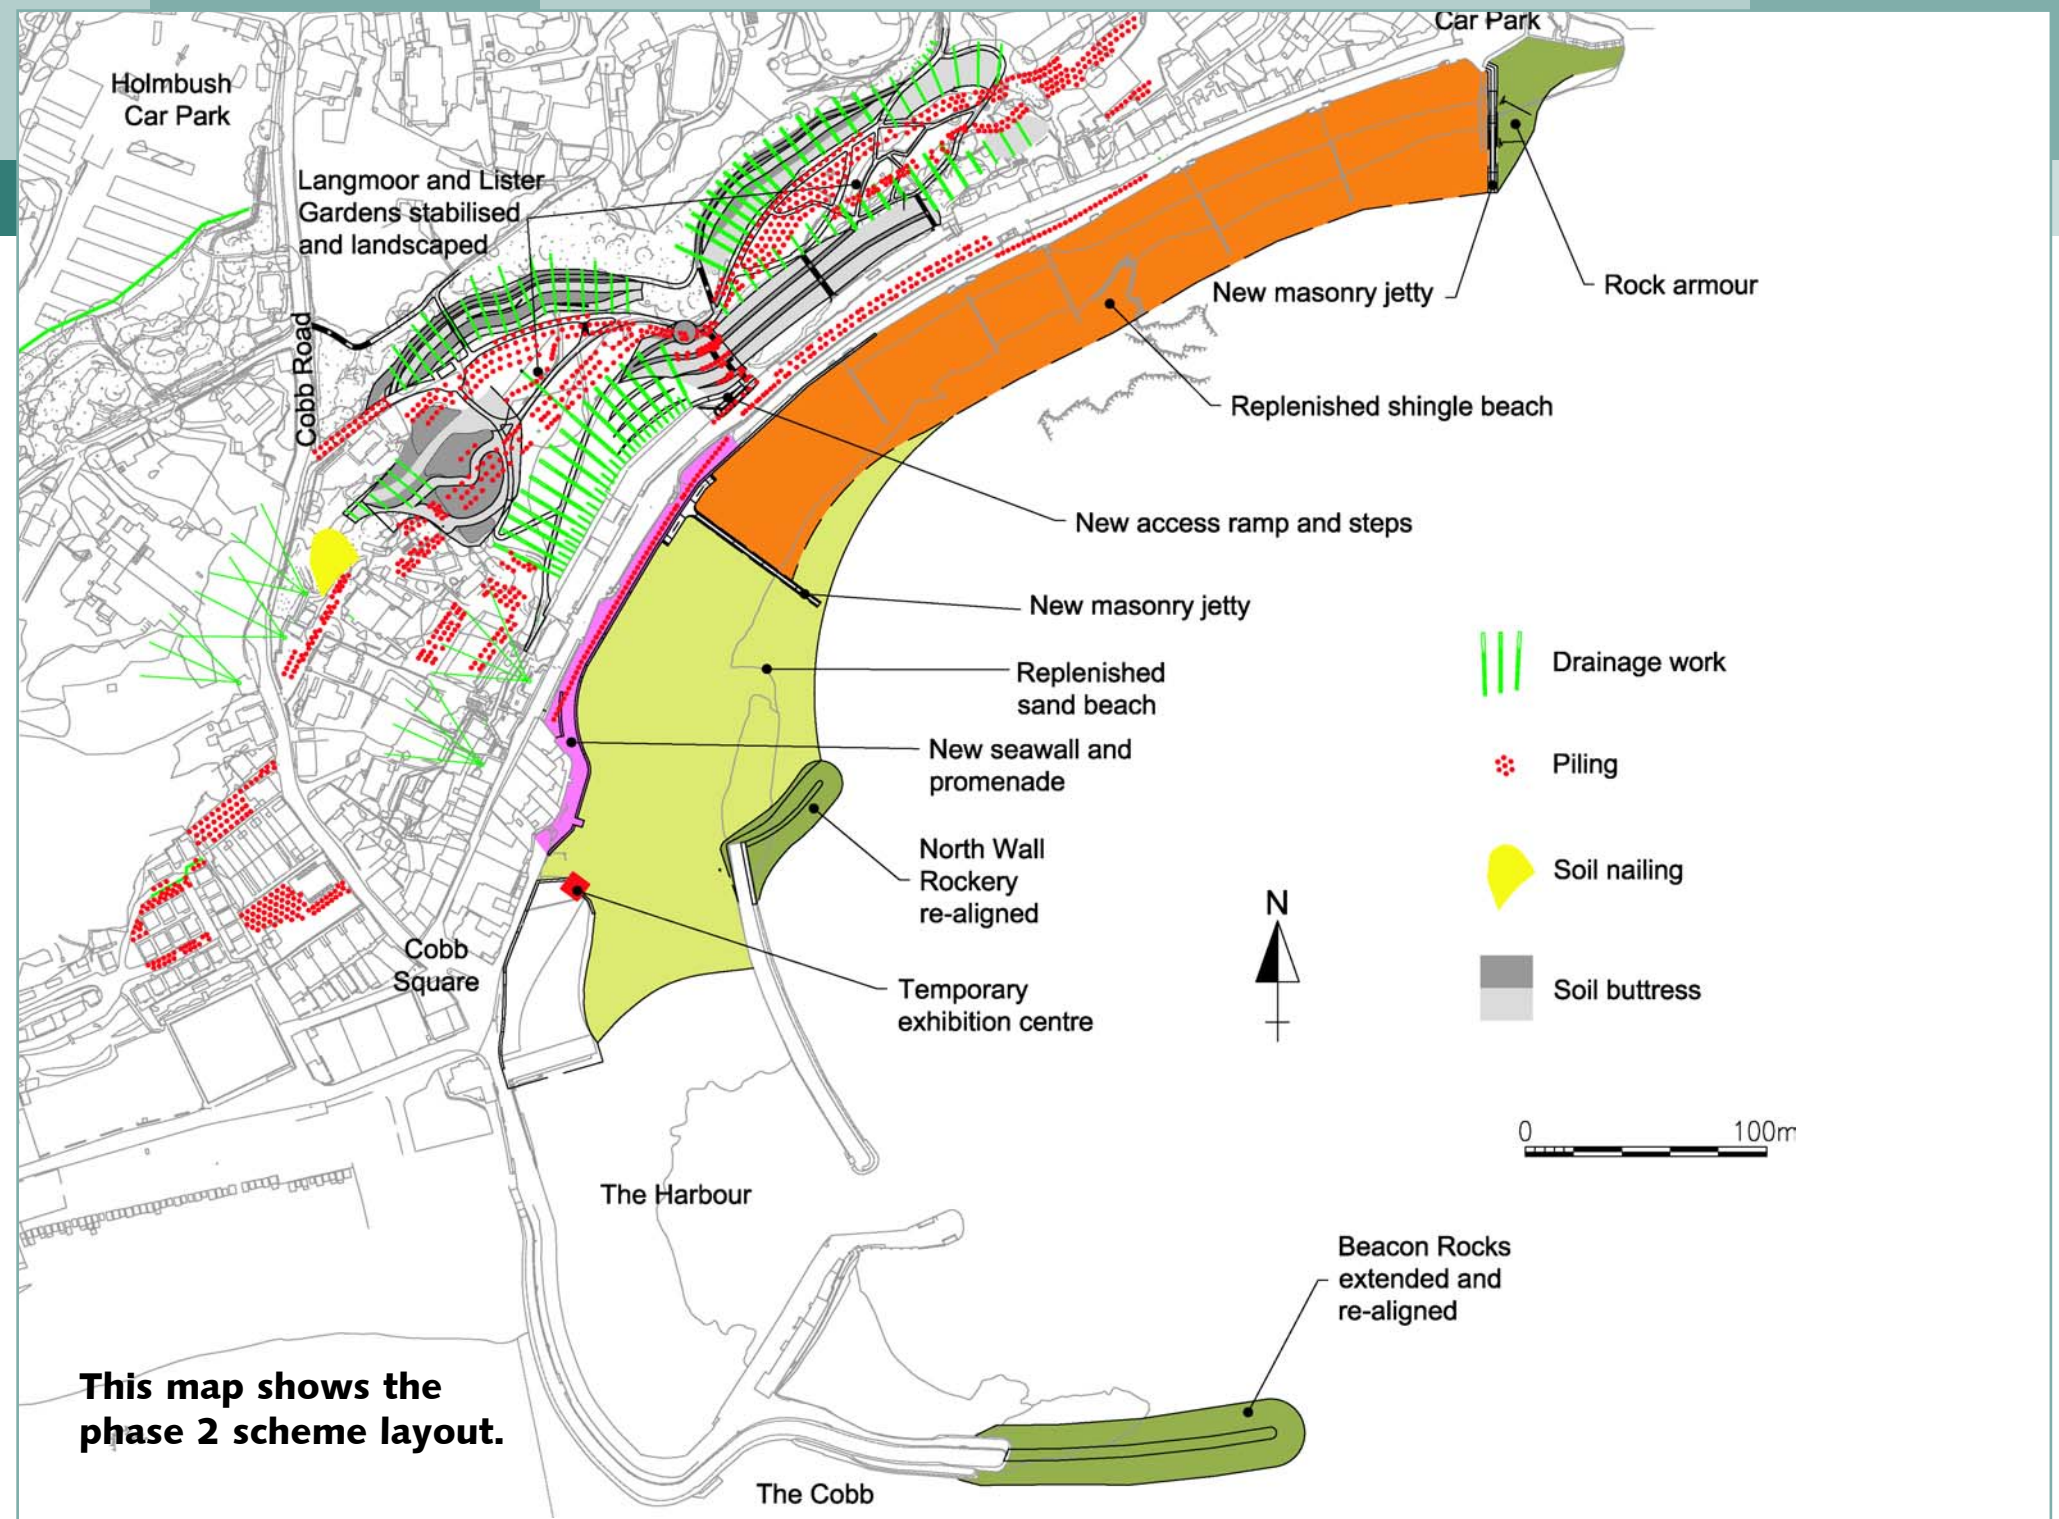 Car Park
Holmbush
Car Park
Langmoor and Lister
Gardens stabilised
and landscaped
Cobb Road
New masonry jetty
Rock armour
Replenished shingle beach
New access ramp and steps
New masonry jetty
Replenished
sand beach
New seawall and
promenade
North Wall
Rockery
re-aligned
Temporary
exhibition centre
Cobb
Square
Drainage work
Piling
Soil nailing
Soil buttress
N
0 100m
The Harbour
Beacon Rocks
extended and
re-aligned
The Cobb
This map shows the
phase 2 scheme layout.